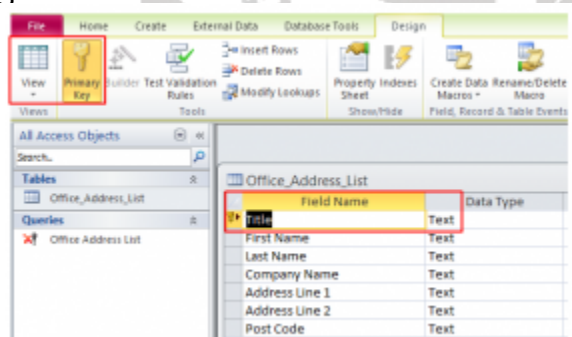 File Home Create External Data Database Tools Design
Insert Rows
Delete Rows
Modify Lookups
View Primary Key Builder Test Validation Rules Property Sheet Indexes Create Data Macros Rename/Delete Macro
Views Tools Show/Hide Field, Record & Table Events
All Access Objects
Search..
Tables
Office_Address_List
Queries
Office Address List
Office_Address_List
Field Name Data Type
Title Text
First Name Text
Last Name Text
Company Name Text
Address Line 1 Text
Address Line 2 Text
Post Code Text